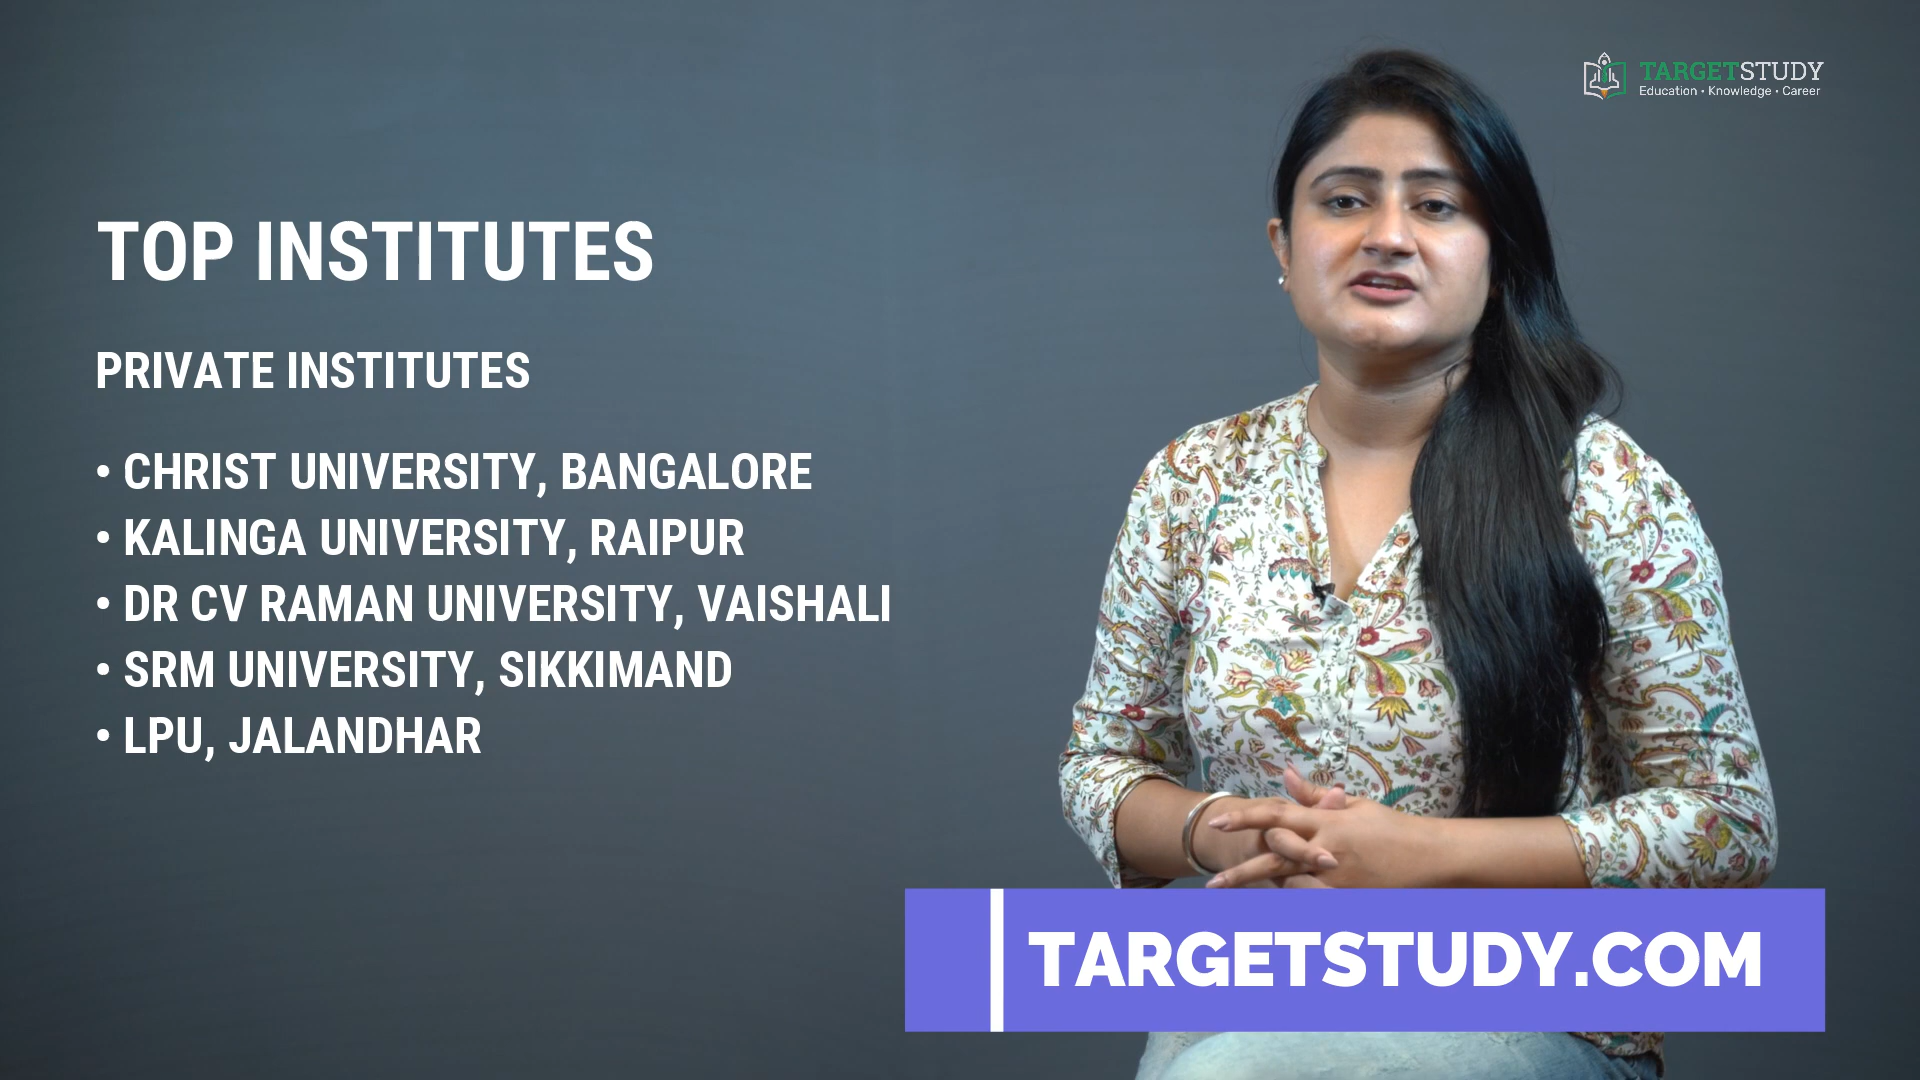 TARGETSTUDY
Education • Knowledge • Career
TOP INSTITUTES
PRIVATE INSTITUTES
• CHRIST UNIVERSITY, BANGALORE
• KALINGA UNIVERSITY, RAIPUR
• DR CV RAMAN UNIVERSITY, VAISHALI
• SRM UNIVERSITY, SIKKIMAND
• LPU, JALANDHAR
TARGETSTUDY.COM